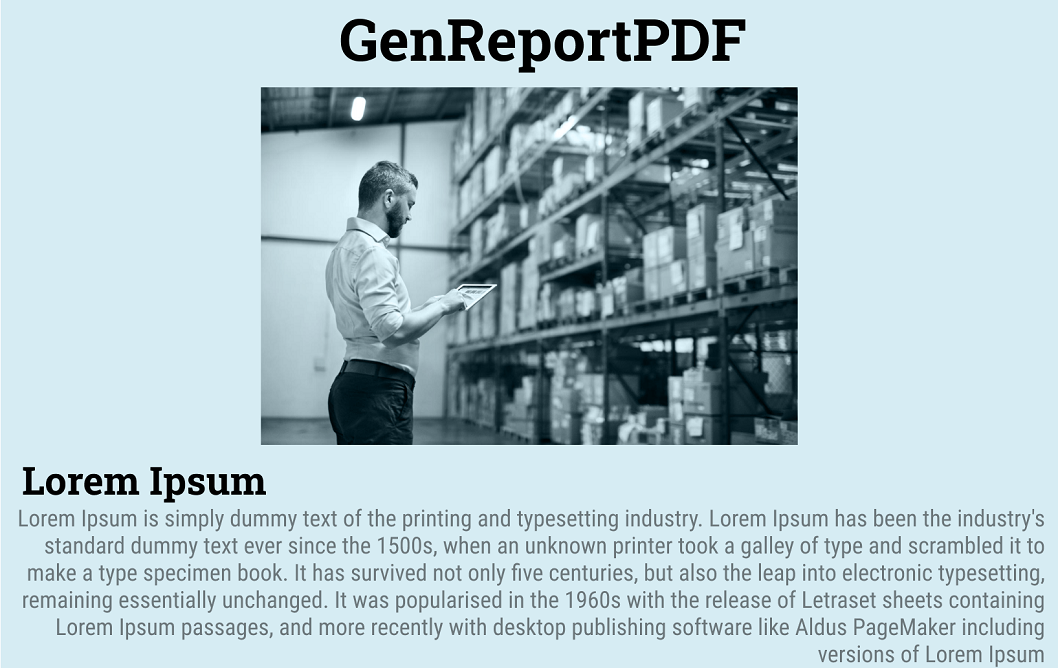 GenReportPDF
Lorem Ipsum
Lorem Ipsum is simply dummy text of the printing and typesetting industry. Lorem Ipsum has been the industry's
standard dummy text ever since the 1500s, when an unknown printer took a galley of type and scrambled it to
make a type specimen book. It has survived not only five centuries, but also the leap into electronic typesetting,
remaining essentially unchanged. It was popularised in the 1960s with the release of Letraset sheets containing
Lorem Ipsum passages, and more recently with desktop publishing software like Aldus PageMaker including
versions of Lorem Ipsum